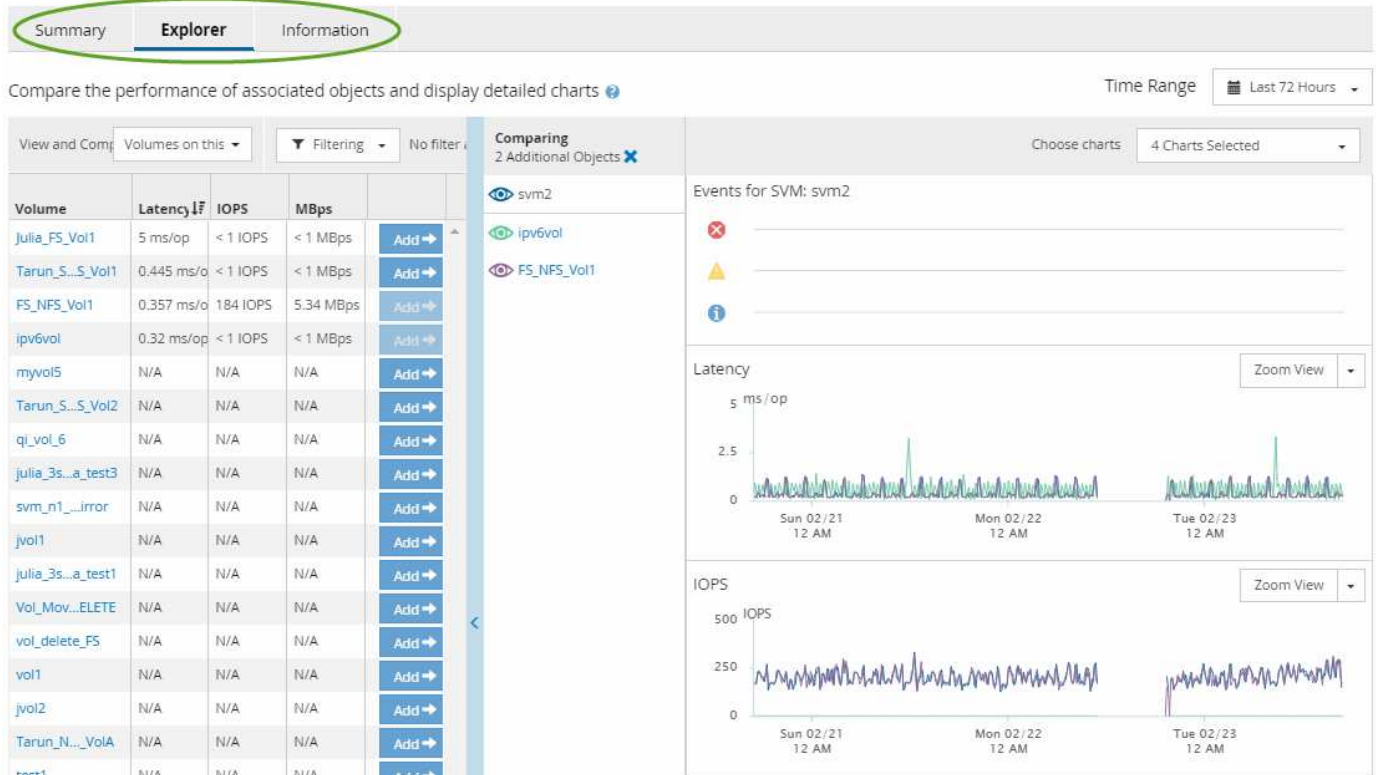 Summary Explorer Information
Compare the performance of associated objects and display detailed charts ?
Time Range Last 72 Hours
View and Comp Volumes on this Filtering No filter
Comparing
2 Additional Objects
Choose charts 4 Charts Selected
Volume Latency IOPS MBps
Julia_FS_Vol1 5 ms/op < 1 IOPS < 1 MBps Add
Tarun_S...S_Vol1 0.445 ms/o < 1 IOPS < 1 MBps Add
FS_NFS_Vol1 0.357 ms/o 184 IOPS 5.34 MBps Add
ipv6vol 0.32 ms/op < 1 IOPS < 1 MBps Add
myvol5 N/A N/A N/A Add
Tarun_S...S_Vol2 N/A N/A N/A Add
qi_vol_6 N/A N/A N/A Add
julia_3s...a_test3 N/A N/A N/A Add
svm_n1_...irror N/A N/A N/A Add
jvol1 N/A N/A N/A Add
julia_3s...a_test1 N/A N/A N/A Add
Vol_Mov...ELETE N/A N/A N/A Add
vol_delete_FS N/A N/A N/A Add
vol1 N/A N/A N/A Add
jvol2 N/A N/A N/A Add
Tarun_N..._VolA N/A N/A N/A Add
svm2
ipv6vol
FS_NFS_Vol1
Events for SVM: svm2
Latency Zoom View
5 ms/op
2.5
0
Sun 02/21 Mon 02/22 Tue 02/23
12 AM 12 AM 12 AM
IOPS Zoom View
500 IOPS
250
0
Sun 02/21 Mon 02/22 Tue 02/23
12 AM 12 AM 12 AM